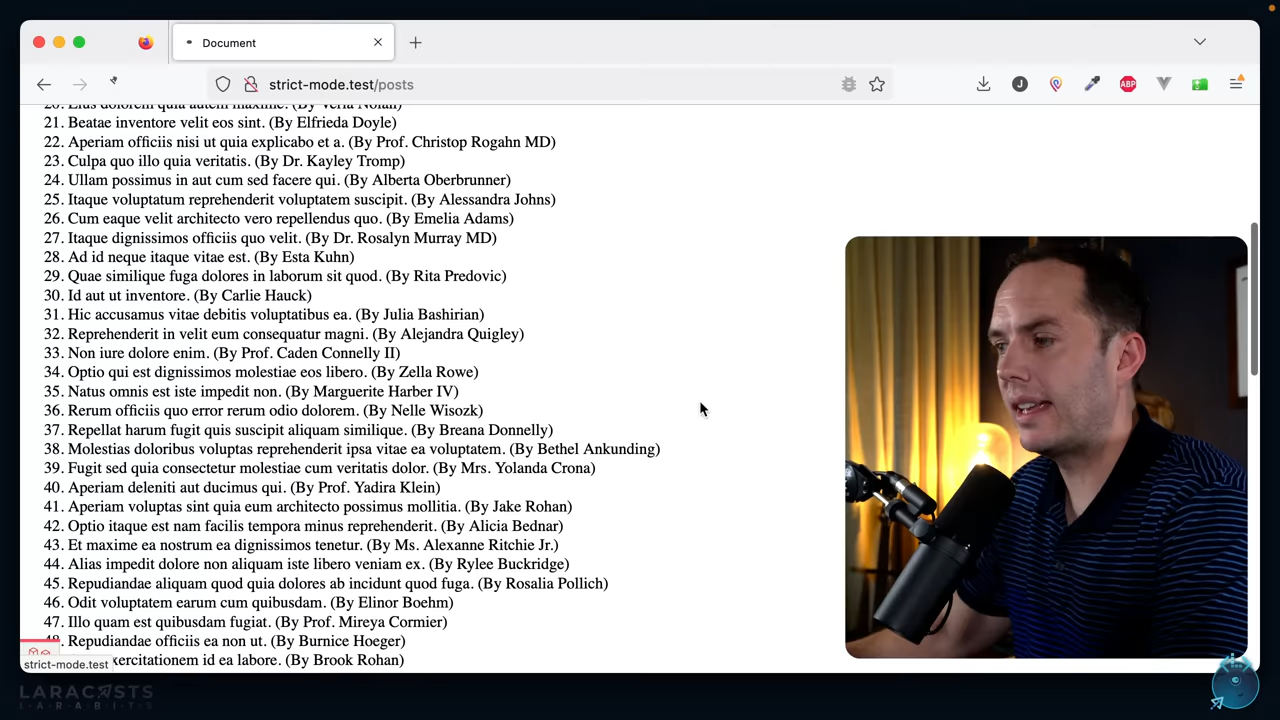 Document
strict-mode.test/posts
20. Eius dolorem quia autem maxime. (By Verla Nolan)
21. Beatae inventore velit eos sint. (By Elfrieda Doyle)
22. Aperiam officiis nisi ut quia explicabo et a. (By Prof. Christop Rogahn MD)
23. Culpa quo illo quia veritatis. (By Dr. Kayley Tromp)
24. Ullam possimus in aut cum sed facere qui. (By Alberta Oberbrunner)
25. Itaque voluptatum reprehenderit voluptatem suscipit. (By Alessandra Johns)
26. Cum eaque velit architecto vero repellendus quo. (By Emelia Adams)
27. Itaque dignissimos officiis quo velit. (By Dr. Rosalyn Murray MD)
28. Ad id neque itaque vitae est. (By Esta Kuhn)
29. Quae similique fuga dolores in laborum sit quod. (By Rita Predovic)
30. Id aut ut inventore. (By Carlie Hauck)
31. Hic accusamus vitae debitis voluptatibus ea. (By Julia Bashirian)
32. Reprehenderit in velit eum consequatur magni. (By Alejandra Quigley)
33. Non iure dolore enim. (By Prof. Caden Connelly II)
34. Optio qui est dignissimos molestiae eos libero. (By Zella Rowe)
35. Natus omnis est iste impedit non. (By Marguerite Harber IV)
36. Rerum officiis quo error rerum odio dolorem. (By Nelle Wisozk)
37. Repellat harum fugit quis suscipit aliquam similique. (By Breana Donnelly)
38. Molestias doloribus voluptas reprehenderit ipsa vitae ea voluptatem. (By Bethel Ankunding)
39. Fugit sed quia consectetur molestiae cum veritatis dolor. (By Mrs. Yolanda Crona)
40. Aperiam deleniti aut ducimus qui. (By Prof. Yadira Klein)
41. Aperiam voluptas sint quia eum architecto possimus mollitia. (By Jake Rohan)
42. Optio itaque est nam facilis tempora minus reprehenderit. (By Alicia Bednar)
43. Et maxime ea nostrum ea dignissimos tenetur. (By Ms. Alexanne Ritchie Jr.)
44. Alias impedit dolore non aliquam iste libero veniam ex. (By Rylee Buckridge)
45. Repudiandae aliquam quod quia dolores ab incidunt quod fuga. (By Rosalia Pollich)
46. Odit voluptatem earum cum quibusdam. (By Elinor Boehm)
47. Illo quam est quibusdam fugiat. (By Prof. Mireya Cormier)
48. Repudiandae officiis ea non ut. (By Burnice Hoeger)
xercitationem id ea labore. (By Brook Rohan)
strict-mode.test
J
ABP
LARACASTS
LARABITS